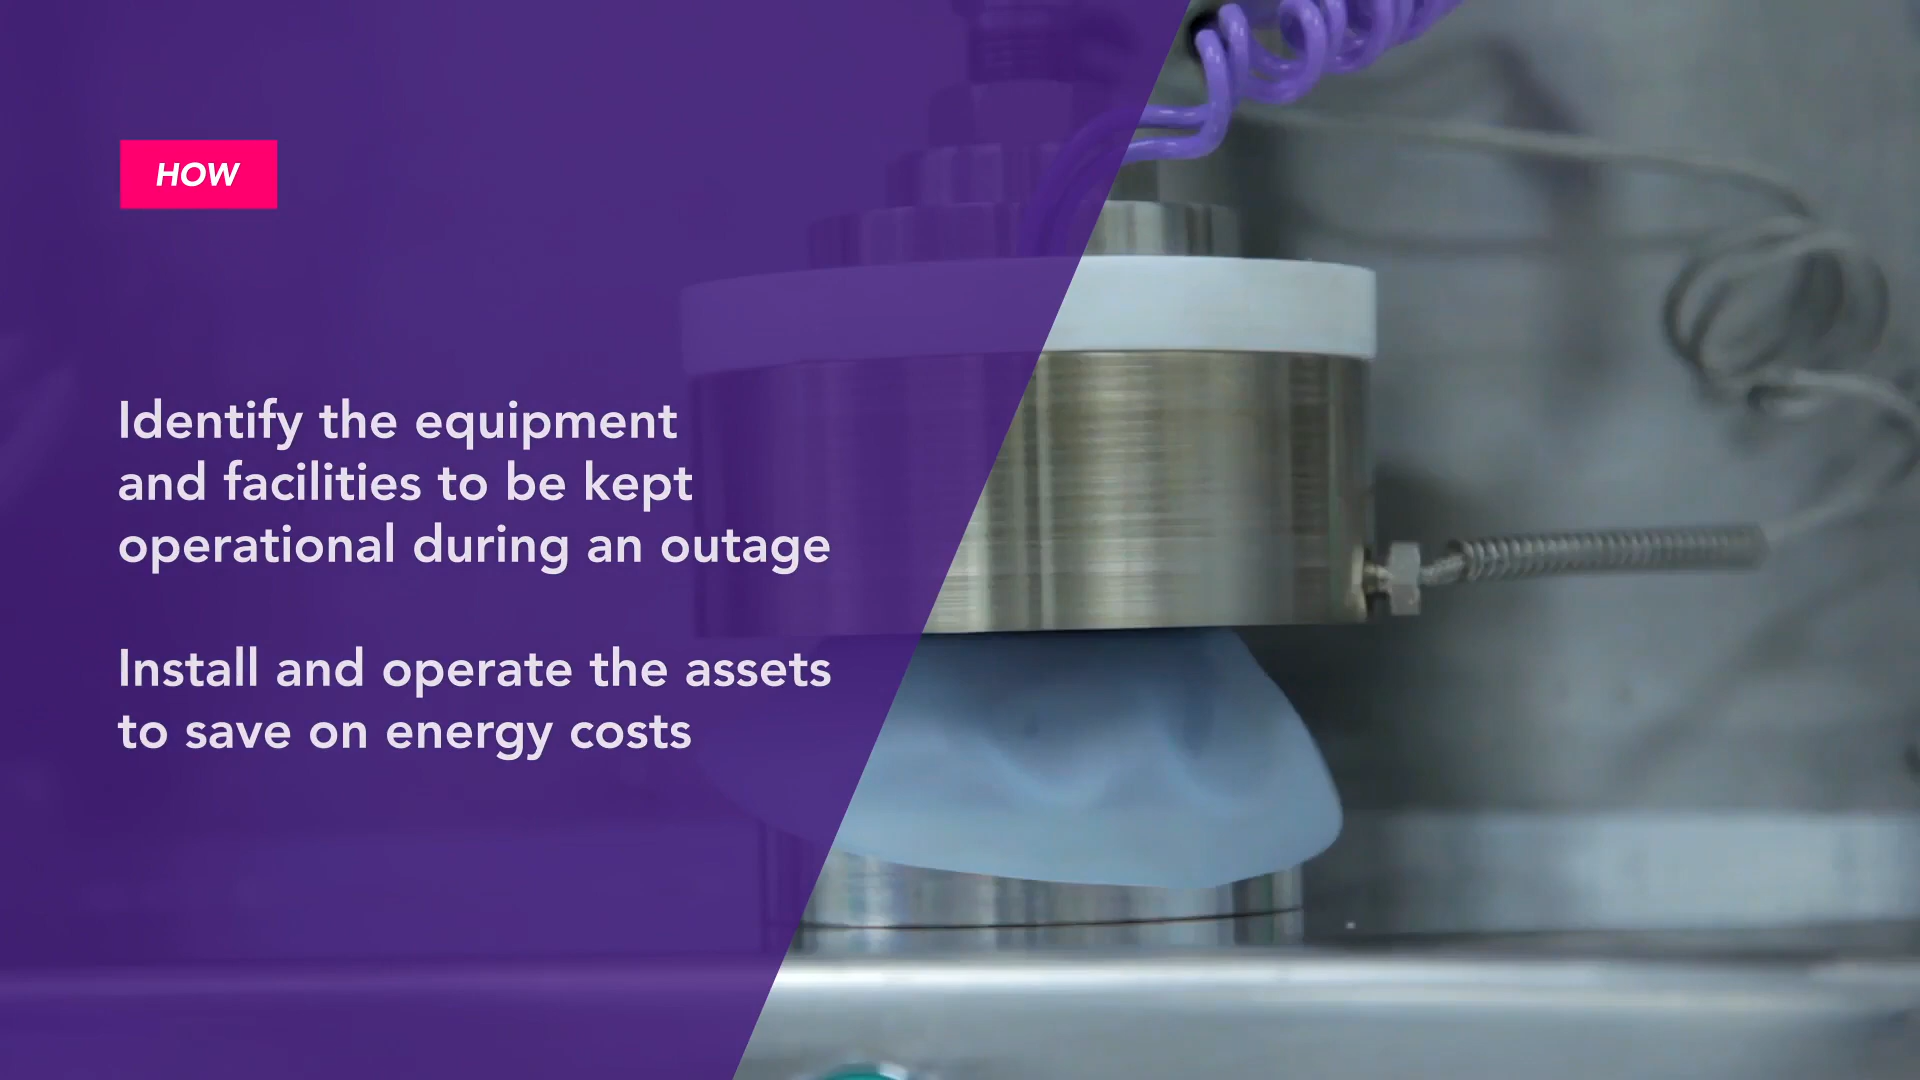 HOW
Identify the equipment
and facilities to be kept
operational during an outage
Install and operate the assets
to save on energy costs